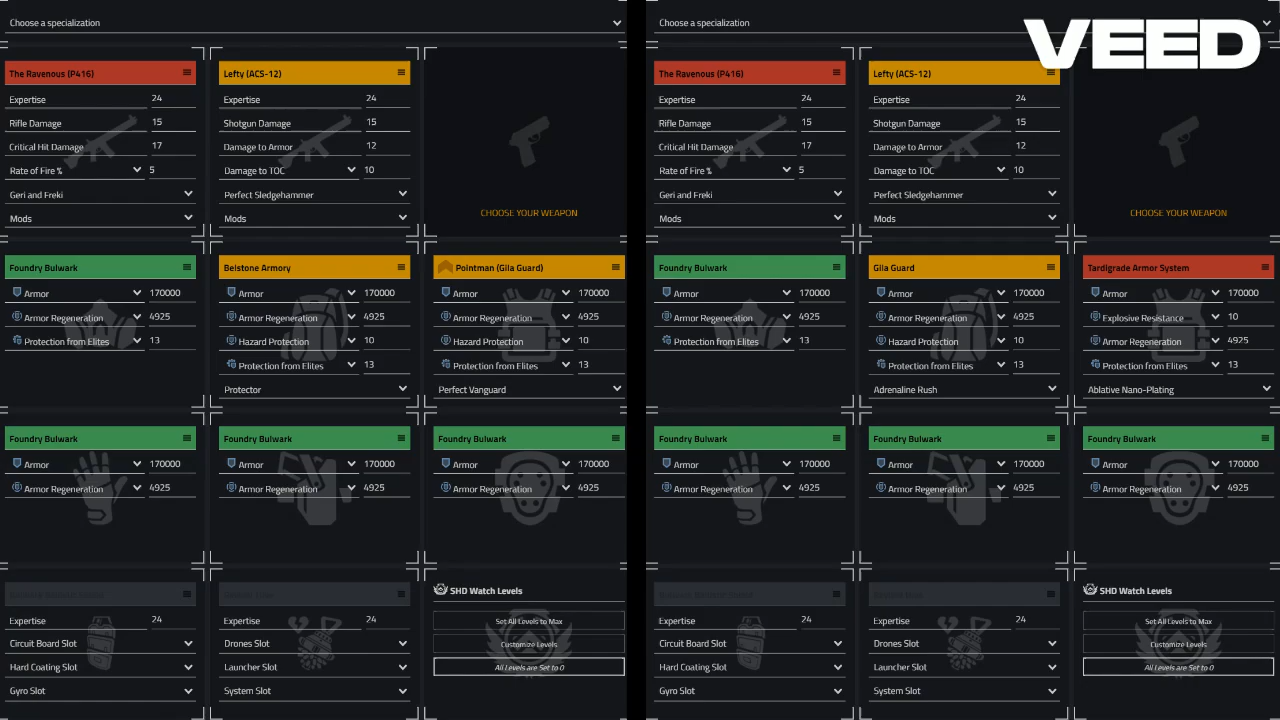 Choose a specialization
The Ravenous (P416)
Expertise 24
Rifle Damage 15
Critical Hit Damage 17
Rate of Fire % 5
Geri and Freki
Mods
Lefty (ACS-12)
Expertise 24
Shotgun Damage 15
Damage to Armor 12
Damage to TOC 10
Perfect Sledgehammer
Mods
CHOOSE YOUR WEAPON
Foundry Bulwark
Armor 170000
Armor Regeneration 4925
Protection from Elites 13
Belstone Armory
Armor 170000
Armor Regeneration 4925
Hazard Protection 10
Protection from Elites 13
Protector
Pointman (Gila Guard)
Armor 170000
Armor Regeneration 4925
Hazard Protection 10
Protection from Elites 13
Perfect Vanguard
Foundry Bulwark
Armor 170000
Armor Regeneration 4925
Foundry Bulwark
Armor 170000
Armor Regeneration 4925
Foundry Bulwark
Armor 170000
Armor Regeneration 4925
Expertise 24
Circuit Board Slot
Hard Coating Slot
Gyro Slot
Expertise 24
Drones Slot
Launcher Slot
System Slot
SHD Watch Levels
Set All Levels to Max
Customize Levels
All Levels are Set to 0
Choose a specialization
VEED
The Ravenous (P416)
Expertise 24
Rifle Damage 15
Critical Hit Damage 17
Rate of Fire % 5
Geri and Freki
Mods
Lefty (ACS-12)
Expertise 24
Shotgun Damage 15
Damage to Armor 12
Damage to TOC 10
Perfect Sledgehammer
Mods
CHOOSE YOUR WEAPON
Foundry Bulwark
Armor 170000
Armor Regeneration 4925
Protection from Elites 13
Gila Guard
Armor 170000
Armor Regeneration 4925
Hazard Protection 10
Protection from Elites 13
Adrenaline Rush
Tardigrade Armor System
Armor 170000
Explosive Resistance 10
Armor Regeneration 4925
Protection from Elites 13
Ablative Nano-Plating
Foundry Bulwark
Armor 170000
Armor Regeneration 4925
Foundry Bulwark
Armor 170000
Armor Regeneration 4925
Foundry Bulwark
Armor 170000
Armor Regeneration 4925
Expertise 24
Circuit Board Slot
Hard Coating Slot
Gyro Slot
Expertise 24
Drones Slot
Launcher Slot
System Slot
SHD Watch Levels
Set All Levels to Max
Customize Levels
All Levels are Set to 0